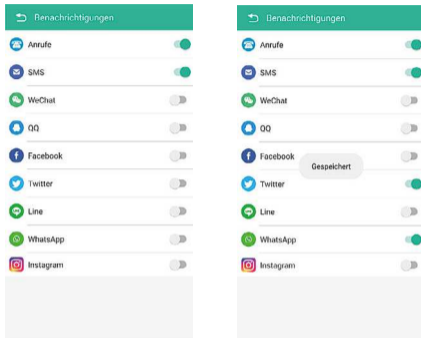 Benachrichtigungen
Anrufe
SMS
WeChat
QQ
Facebook
Twitter
Line
WhatsApp
Instagram
Benachrichtigungen
Anrufe
SMS
WeChat
QQ
Facebook
Gespeichert
Twitter
Line
WhatsApp
Instagram